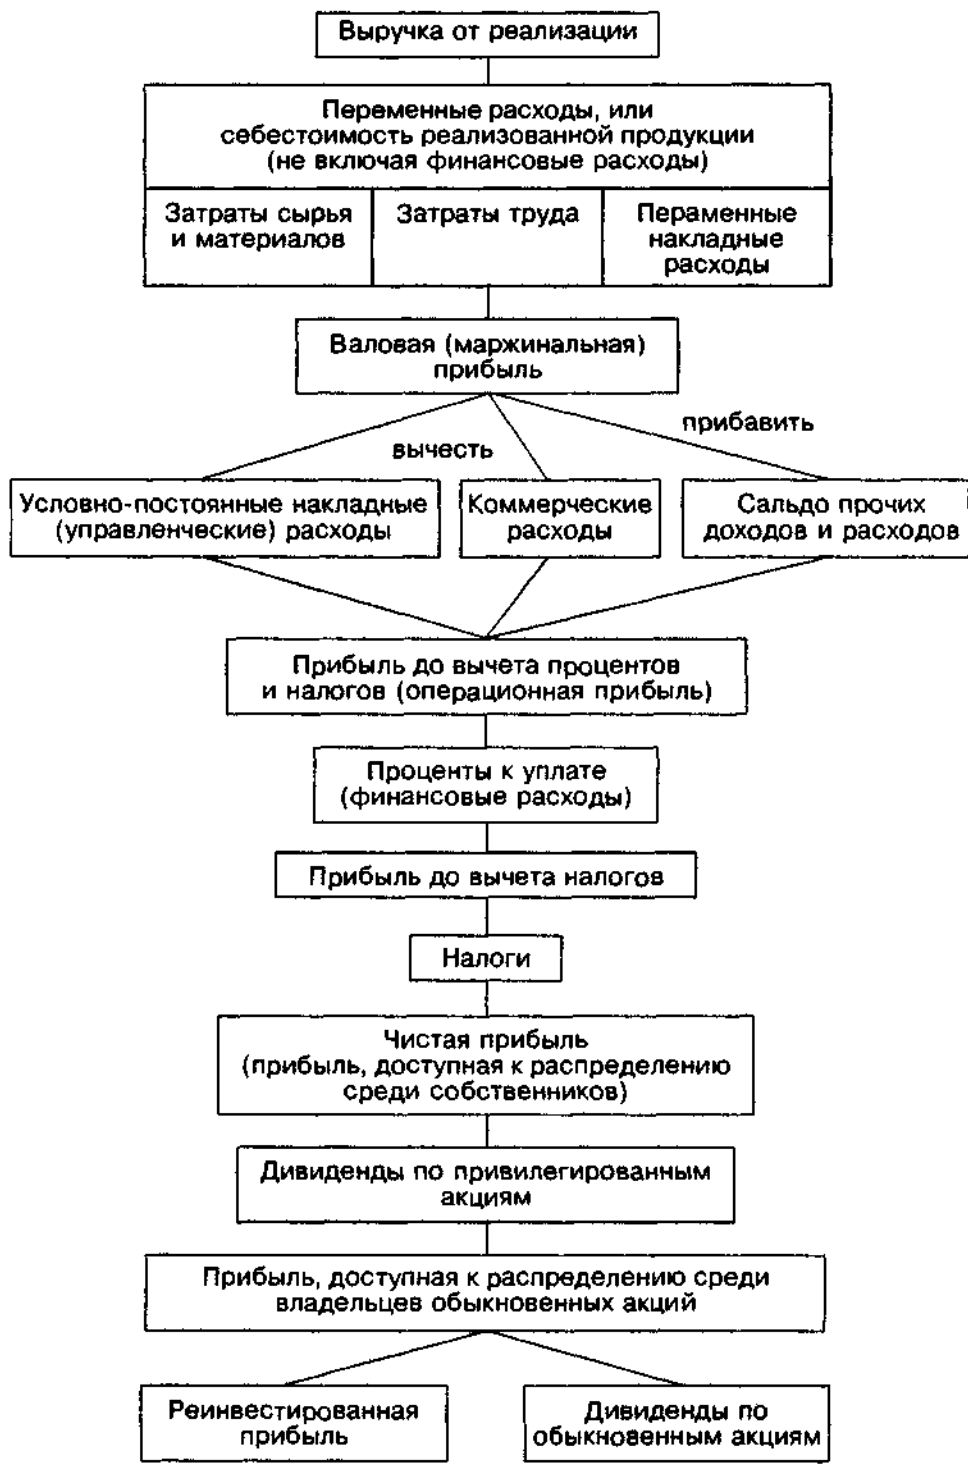 Выручка от реализации
Переменные расходы, или
себестоимость реализованной продукции
(не включая финансовые расходы)
Затраты сырья
и материалов
Затраты труда
Пераменные
накладные
расходы
Валовая (маржинальная)
прибыль
вычесть
прибавить
Условно-постоянные накладные
(управленческие) расходы
Коммерческие
расходы
Сальдо прочих
доходов и расходов
Прибыль до вычета процентов
и налогов (операционная прибыль)
Проценты к уплате
(финансовые расходы)
Прибыль до вычета налогов
Налоги
Чистая прибыль
(прибыль, доступная к распределению
среди собственников)
Дивиденды по привилегированным
акциям
Прибыль, доступная к распределению среди
владельцев обыкновенных акций
Реинвестированная
прибыль
Дивиденды по
обыкновенным акциям